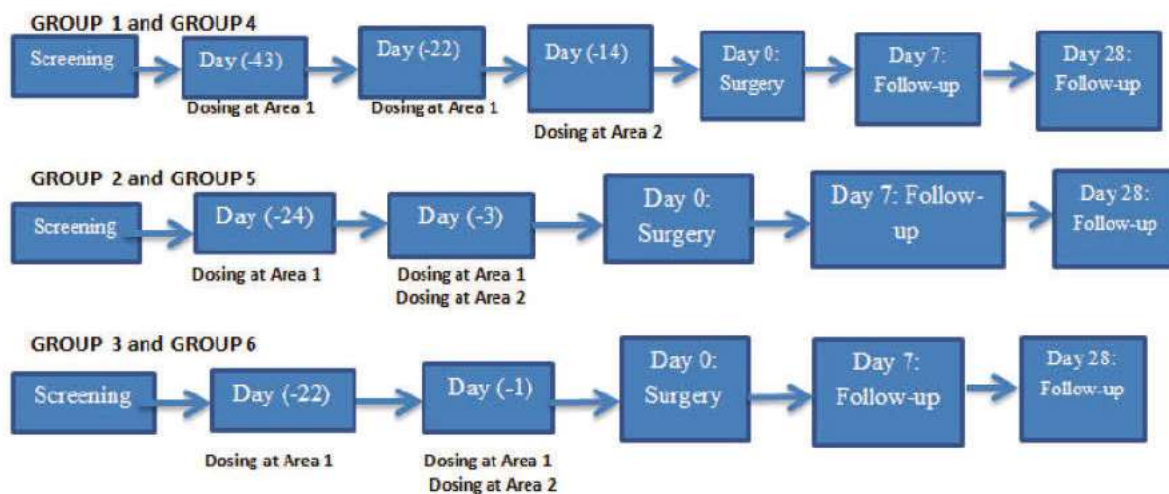 GROUP 1 and GROUP 4
Screening
Day (-43)
Dosing at Area 1
Day (-22)
Dosing at Area 1
Day (-14)
Dosing at Area 2
Day 0:
Surgery
Day 7:
Follow-up
Day 28:
Follow-up
GROUP 2 and GROUP 5
Screening
Day (-24)
Dosing at Area 1
Day (-3)
Dosing at Area 1
Dosing at Area 2
Day 0:
Surgery
Day 7: Follow-
up
Day 28:
Follow-up
GROUP 3 and GROUP 6
Screening
Day (-22)
Dosing at Area 1
Day (-1)
Dosing at Area 1
Dosing at Area 2
Day 0:
Surgery
Day 7:
Follow-up
Day 28:
Follow-up